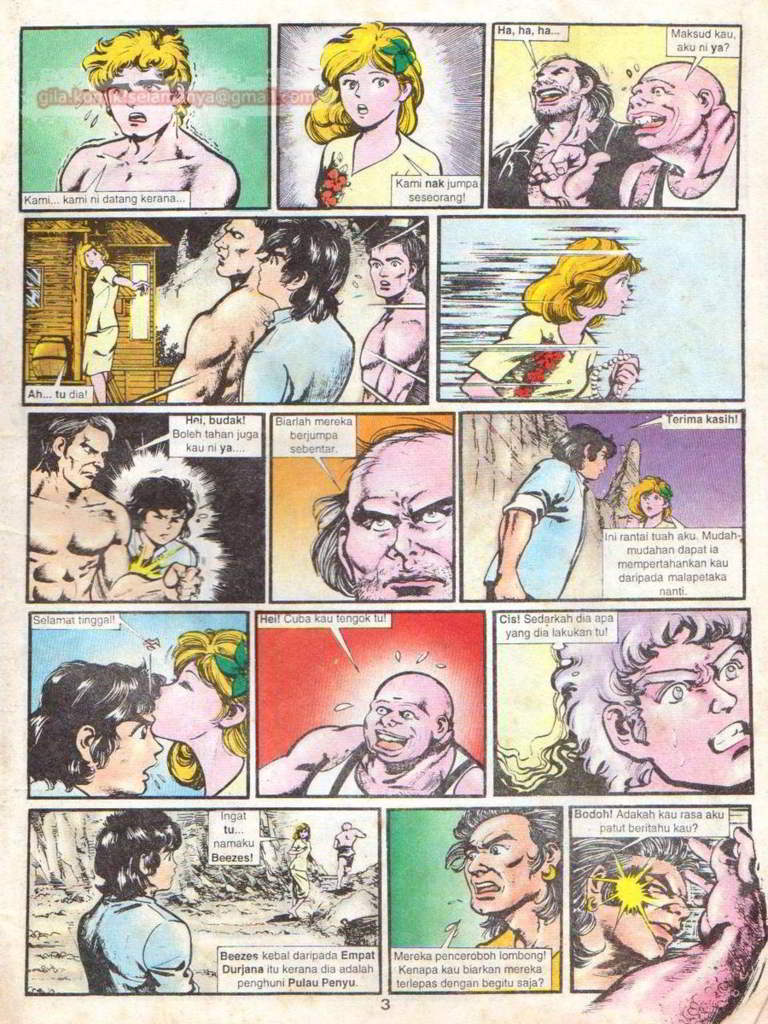 gila.komik.selamanya@gmail.com
Kami... kami ni datang kerana...
Kami nak jumpa
seseorang!
Ha, ha, ha...
Maksud kau,
aku ni ya?
Ah... tu dia!
Hei, budak!
Boleh tahan juga
kau ni ya....
Biarlah mereka
berjumpa
sebentar.
Terima kasih!
Ini rantai tuah aku. Mudah-
mudahan dapat ia
mempertahankan kau
daripada malapetaka
nanti.
Selamat tinggal!
Hei! Cuba kau tengok tu!
Cis! Sedarkah dia apa
yang dia lakukan tu!
Ingat
tu...
namaku
Beezes!
Beezes kebal daripada Empat
Durjana itu kerana dia adalah
penghuni Pulau Penyu.
Mereka penceroboh lombong!
Kenapa kau biarkan mereka
terlepas dengan begitu saja?
Bodoh! Adakah kau rasa aku
patut beritahu kau?
3